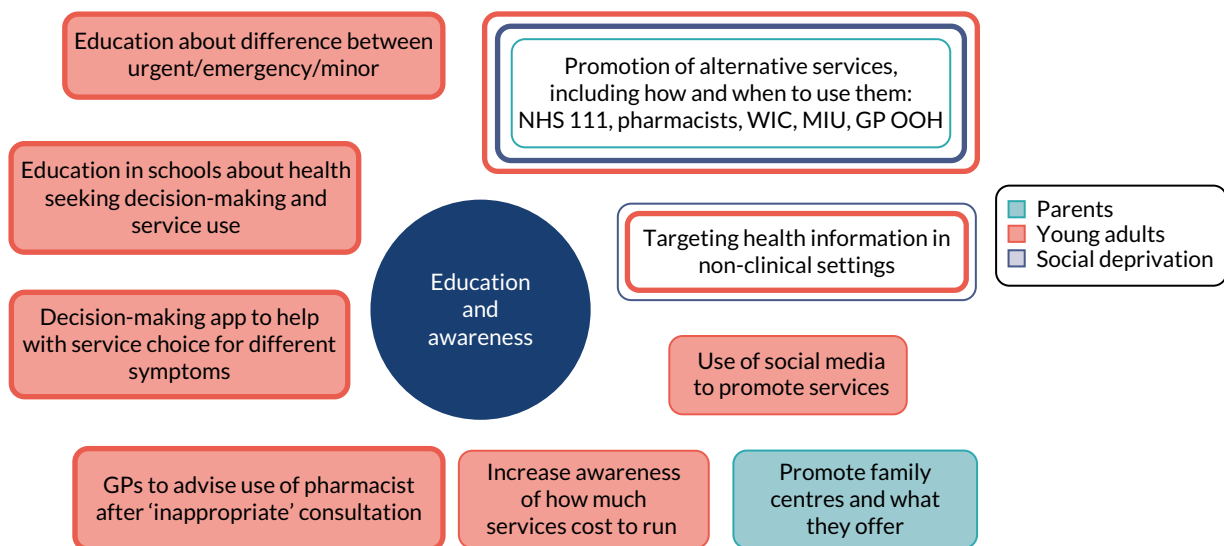 Education about difference between
urgent/emergency/minor
Promotion of alternative services,
including how and when to use them:
NHS 111, pharmacists, WIC, MIU, GP OOH
Education in schools about health
seeking decision-making and
service use
Education
and
awareness
Targeting health information in
non-clinical settings
Parents
Young adults
Social deprivation
Decision-making app to help
with service choice for different
symptoms
Use of social media
to promote services
GPs to advise use of pharmacist
after ‘inappropriate’ consultation
Increase awareness
of how much
services cost to run
Promote family
centres and what
they offer